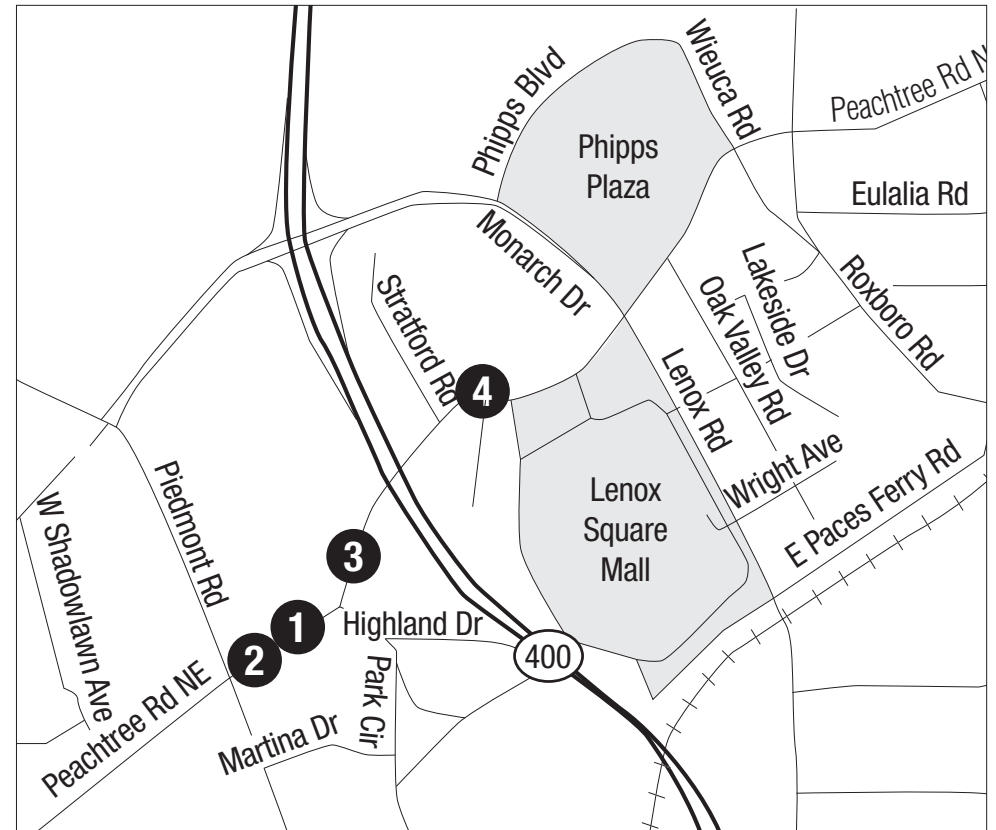 Phipps Blvd
Wieuca Rd
Peachtree Rd N
Phipps
Plaza
Eulalia Rd
Monarch Dr
Lakeside Dr
Roxboro Rd
Stratford Rd
Oak Valley Rd
4
Lenox Rd
Wright Ave
E Paces Ferry Rd
Piedmont Rd
W Shadowlawn Ave
Lenox
Square
Mall
3
1
Highland Dr
2
400
Park Cir
Peachtree Rd NE
Martina Dr